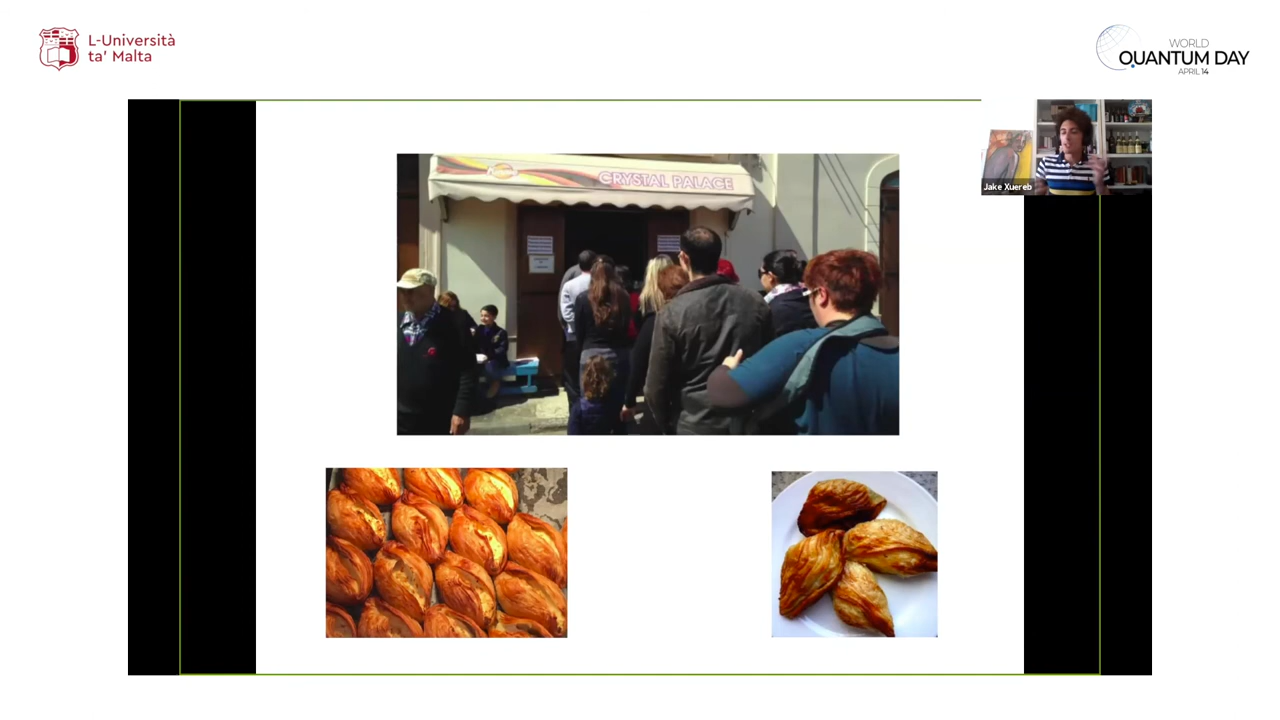 L-Università
ta' Malta
WORLD
QUANTUM DAY
APRIL 14
CRYSTAL PALACE
Jake Xuereb